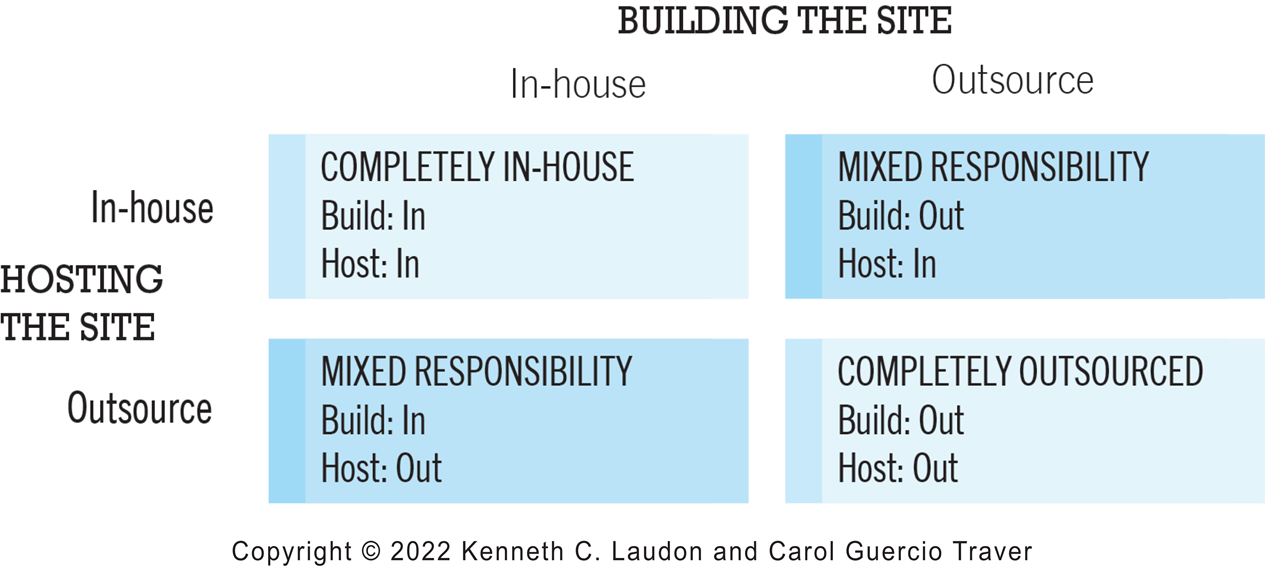 BUILDING THE SITE
In-house
Outsource
In-house
HOSTING
THE SITE
Outsource
COMPLETELY IN-HOUSE
Build: In
Host: In
MIXED RESPONSIBILITY
Build: Out
Host: In
MIXED RESPONSIBILITY
Build: In
Host: Out
COMPLETELY OUTSOURCED
Build: Out
Host: Out
Copyright © 2022 Kenneth C. Laudon and Carol Guercio Traver